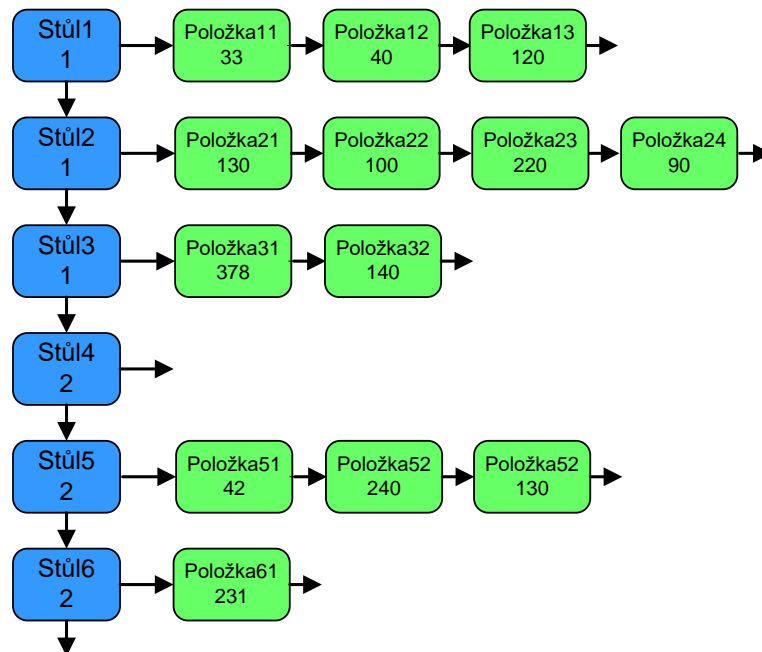 Stůl1
1
Položka11
33
Položka12
40
Položka13
120
Stůl2
1
Položka21
130
Položka22
100
Položka23
220
Položka24
90
Stůl3
1
Položka31
378
Položka32
140
Stůl4
2
Stůl5
2
Položka51
42
Položka52
240
Položka52
130
Stůl6
2
Položka61
231